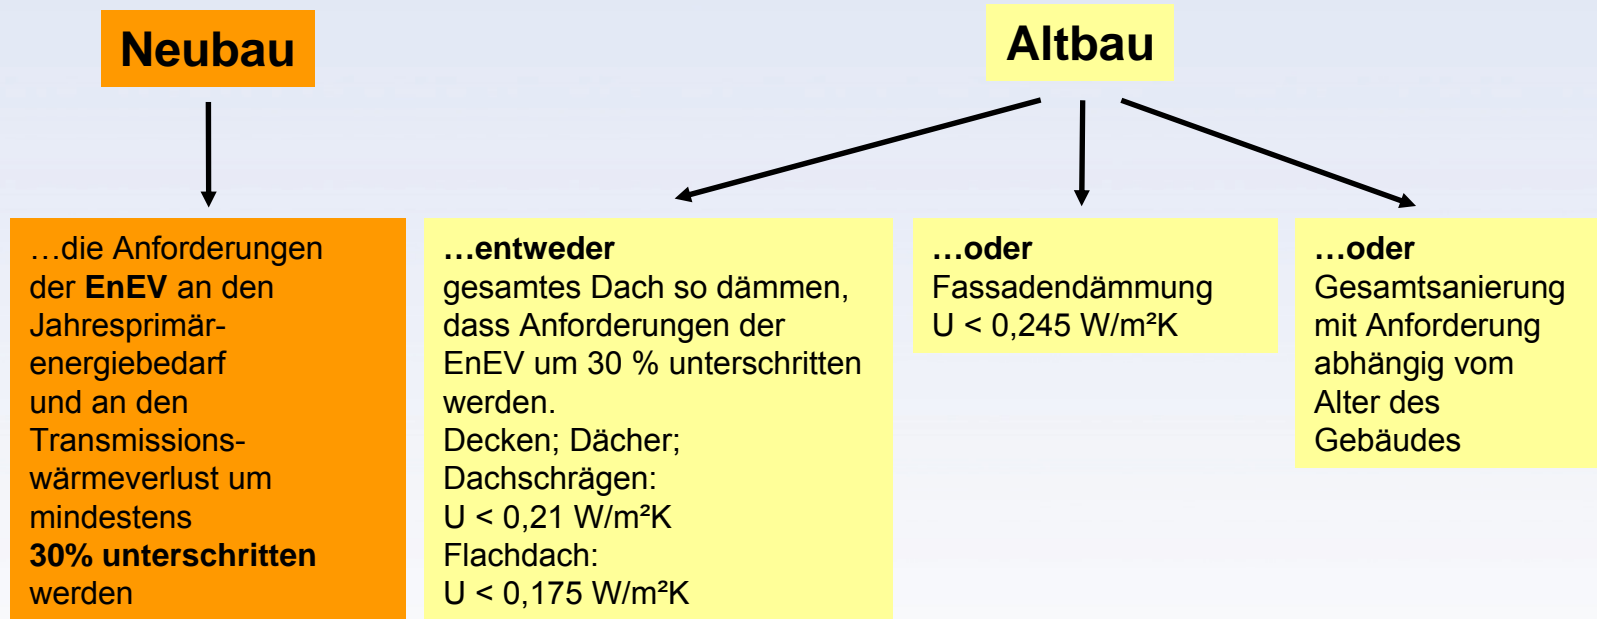 Neubau
Altbau
…die Anforderungen
der EnEV an den
Jahresprimär-
energiebedarf
und an den
Transmissions-
wärmeverlust um
mindestens
30% unterschritten
werden
…entweder
gesamtes Dach so dämmen,
dass Anforderungen der
EnEV um 30 % unterschritten
werden.
Decken; Dächer;
Dachschrägen:
U < 0,21 W/m²K
Flachdach:
U < 0,175 W/m²K
…oder
Fassadendämmung
U < 0,245 W/m²K
…oder
Gesamtsanierung
mit Anforderung
abhängig vom
Alter des
Gebäudes